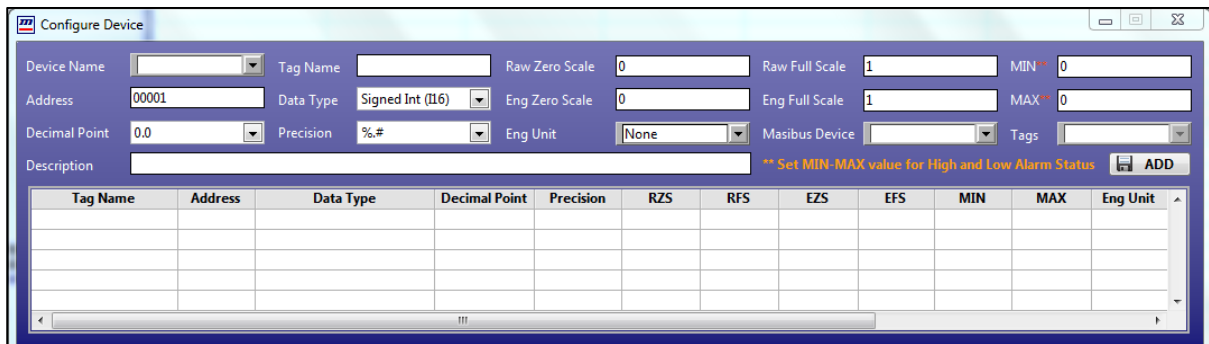 Configure Device
Device Name Tag Name Raw Zero Scale 0 Raw Full Scale 1 MIN** 0
Address 00001 Data Type Signed Int (I16) Eng Zero Scale 0 Eng Full Scale 1 MAX** 0
Decimal Point 0.0 Precision %.# Eng Unit None Masibus Device Tags
Description ** Set MIN-MAX value for High and Low Alarm Status ADD
Tag Name Address Data Type Decimal Point Precision RZS RFS EZS EFS MIN MAX Eng Unit